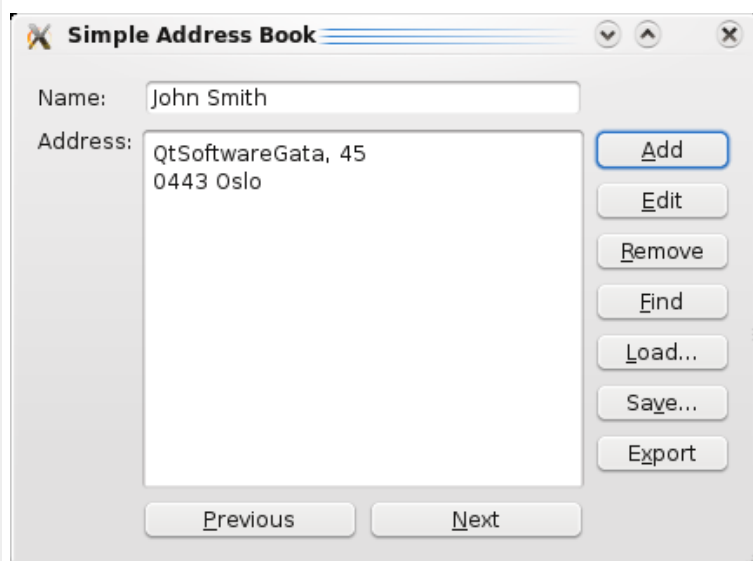 Simple Address Book
Name: John Smith
Address: QtSoftwareGata, 45
0443 Oslo
Add
Edit
Remove
Find
Load...
Save...
Export
Previous Next